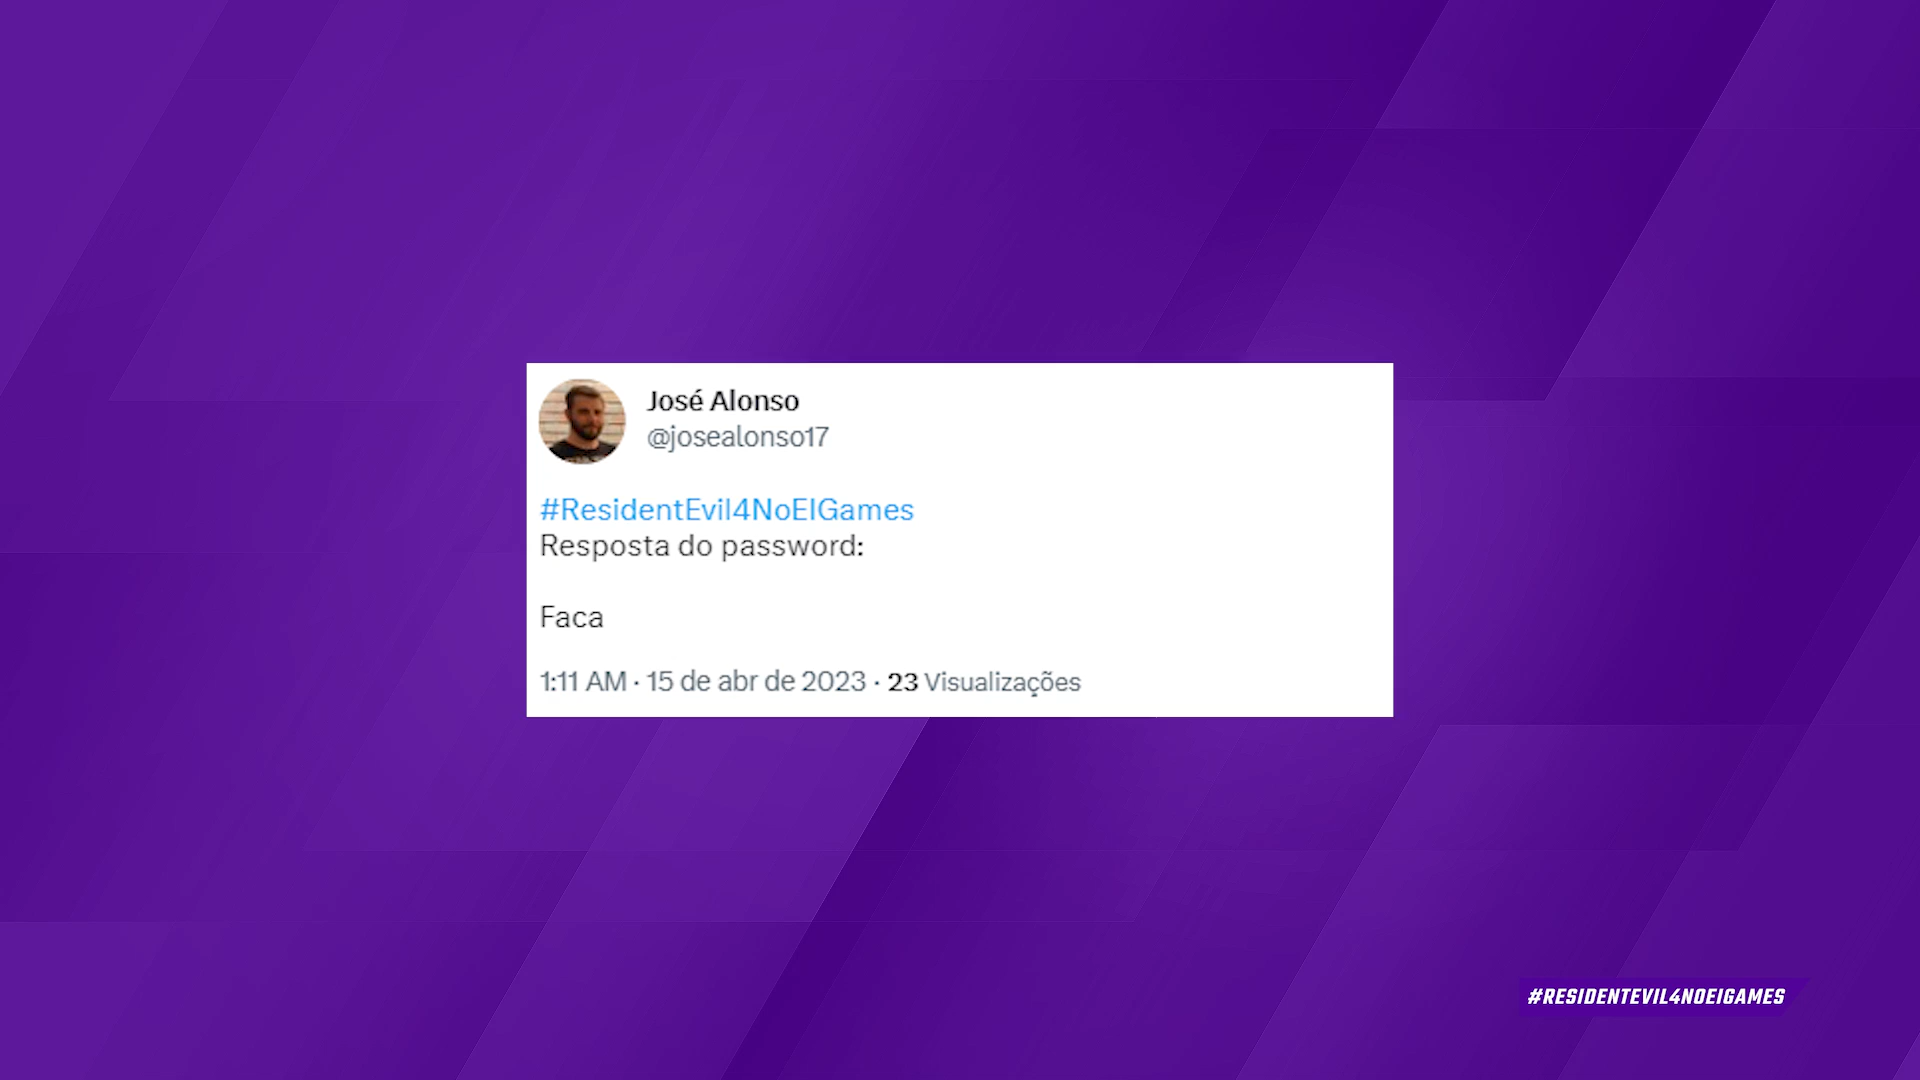 José Alonso
@josealonso17
#ResidentEvil4NoEIGames
Resposta do password:
Faca
1:11 AM · 15 de abr de 2023 · 23 Visualizações
#RESIDENTEVIL4NOEIGAMES